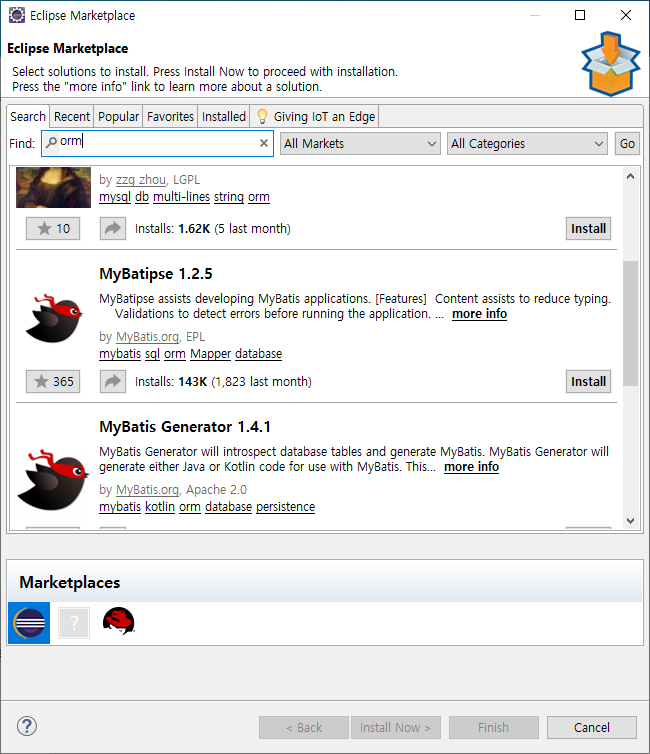 Eclipse Marketplace
Eclipse Marketplace
Select solutions to install. Press Install Now to proceed with installation.
Press the "more info" link to learn more about a solution.
Search Recent Popular Favorites Installed Giving IoT an Edge
Find: orm All Markets All Categories Go
by zzq zhou, LGPL
mysql db multi-lines string orm
10 Installs: 1.62K (5 last month) Install
MyBatipse 1.2.5
MyBatipse assists developing MyBatis applications. [Features] Content assists to reduce typing.
Validations to detect errors before running the application. ... more info
by MyBatis.org, EPL
mybatis sql orm Mapper database
365 Installs: 143K (1,823 last month) Install
MyBatis Generator 1.4.1
MyBatis Generator will introspect database tables and generate MyBatis. MyBatis Generator will
generate either Java or Kotlin code for use with MyBatis. This... more info
by MyBatis.org, Apache 2.0
mybatis kotlin orm database persistence
Marketplaces
?
? < Back Install Now > Finish Cancel